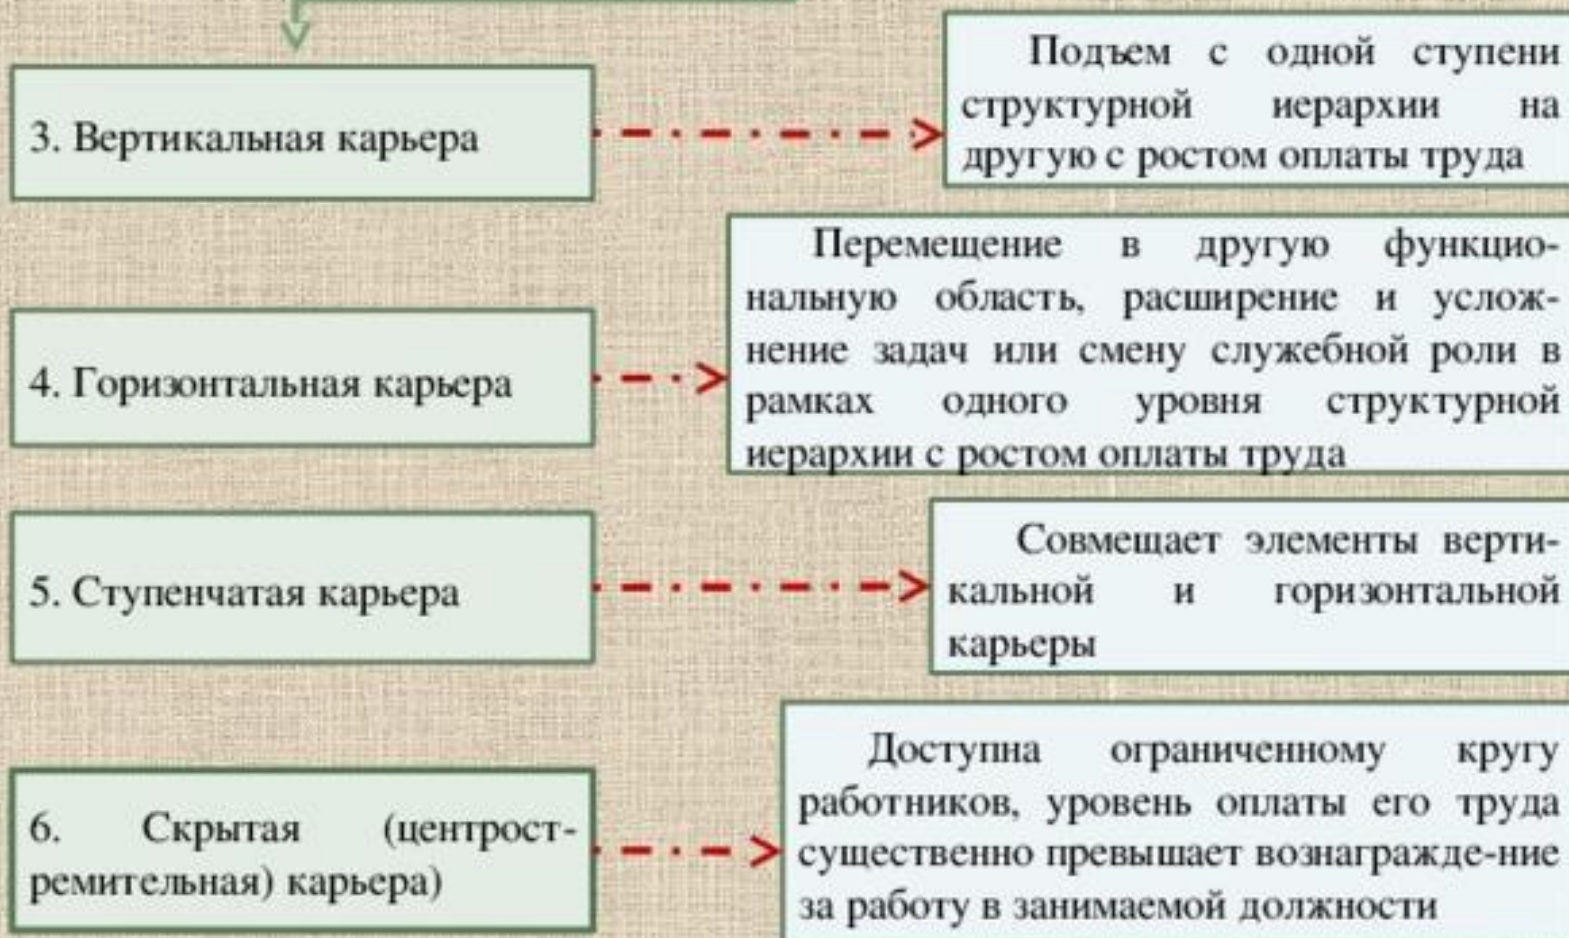 3. Вертикальная карьера
Подъем с одной ступени
структурной иерархии на
другую с ростом оплаты труда
4. Горизонтальная карьера
Перемещение в другую функцио-
нальную область, расширение и услож-
нение задач или смену служебной роли в
рамках одного уровня структурной
иерархии с ростом оплаты труда
5. Ступенчатая карьера
Совмещает элементы верти-
кальной и горизонтальной
карьеры
6. Скрытая (центрост-
ремительная) карьера)
Доступна ограниченному кругу
работников, уровень оплаты его труда
существенно превышает вознагражде-ние
за работу в занимаемой должности